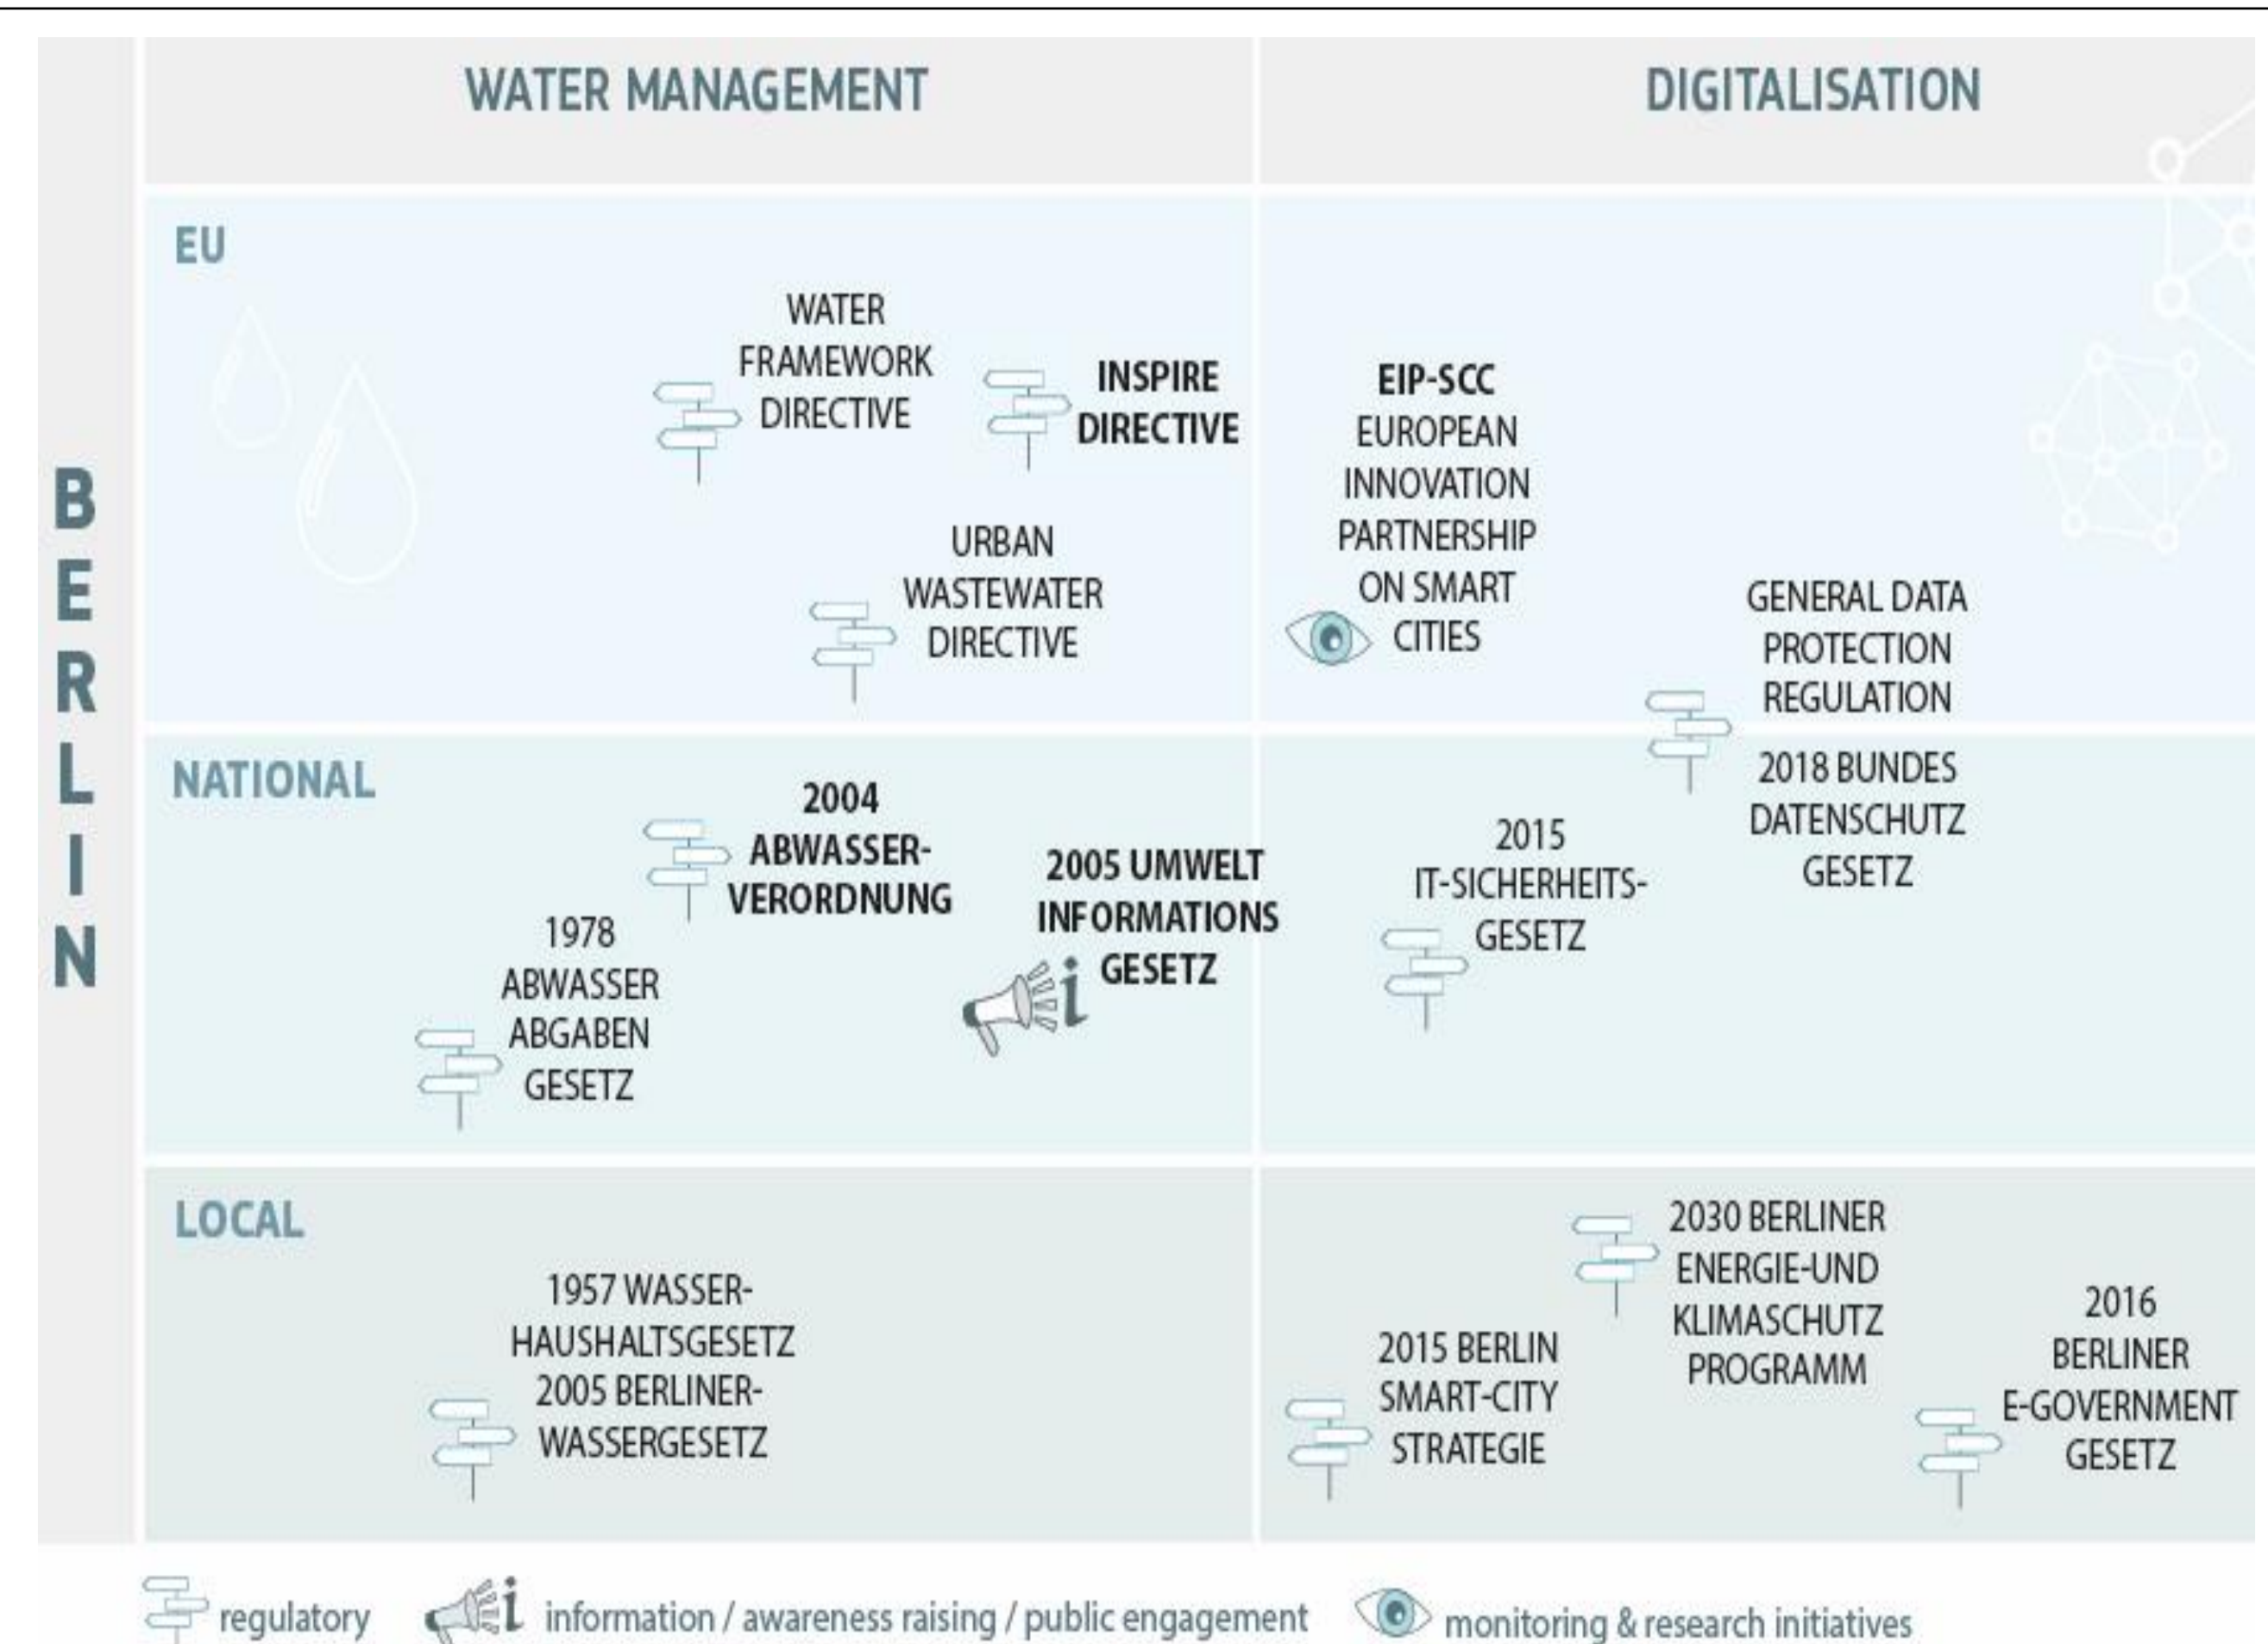 WATER MANAGEMENT
DIGITALISATION
BERLIN
EU
WATER
FRAMEWORK
DIRECTIVE
INSPIRE
DIRECTIVE
URBAN
WASTEWATER
DIRECTIVE
EIP-SCC
EUROPEAN
INNOVATION
PARTNERSHIP
ON SMART
CITIES
GENERAL DATA
PROTECTION
REGULATION
2018 BUNDES
DATENSCHUTZ
GESETZ
NATIONAL
2004
ABWASSER-
VERORDNUNG
1978
ABWASSER
ABGABEN
GESETZ
2005 UMWELT
INFORMATIONS
GESETZ
i
2015
IT-SICHERHEITS-
GESETZ
LOCAL
1957 WASSER-
HAUSHALTSGESETZ
2005 BERLINER-
WASSERGESETZ
2015 BERLIN
SMART-CITY
STRATEGIE
2030 BERLINER
ENERGIE-UND
KLIMASCHUTZ
PROGRAMM
2016
BERLINER
E-GOVERNMENT
GESETZ
regulatory
i information / awareness raising / public engagement
monitoring & research initiatives